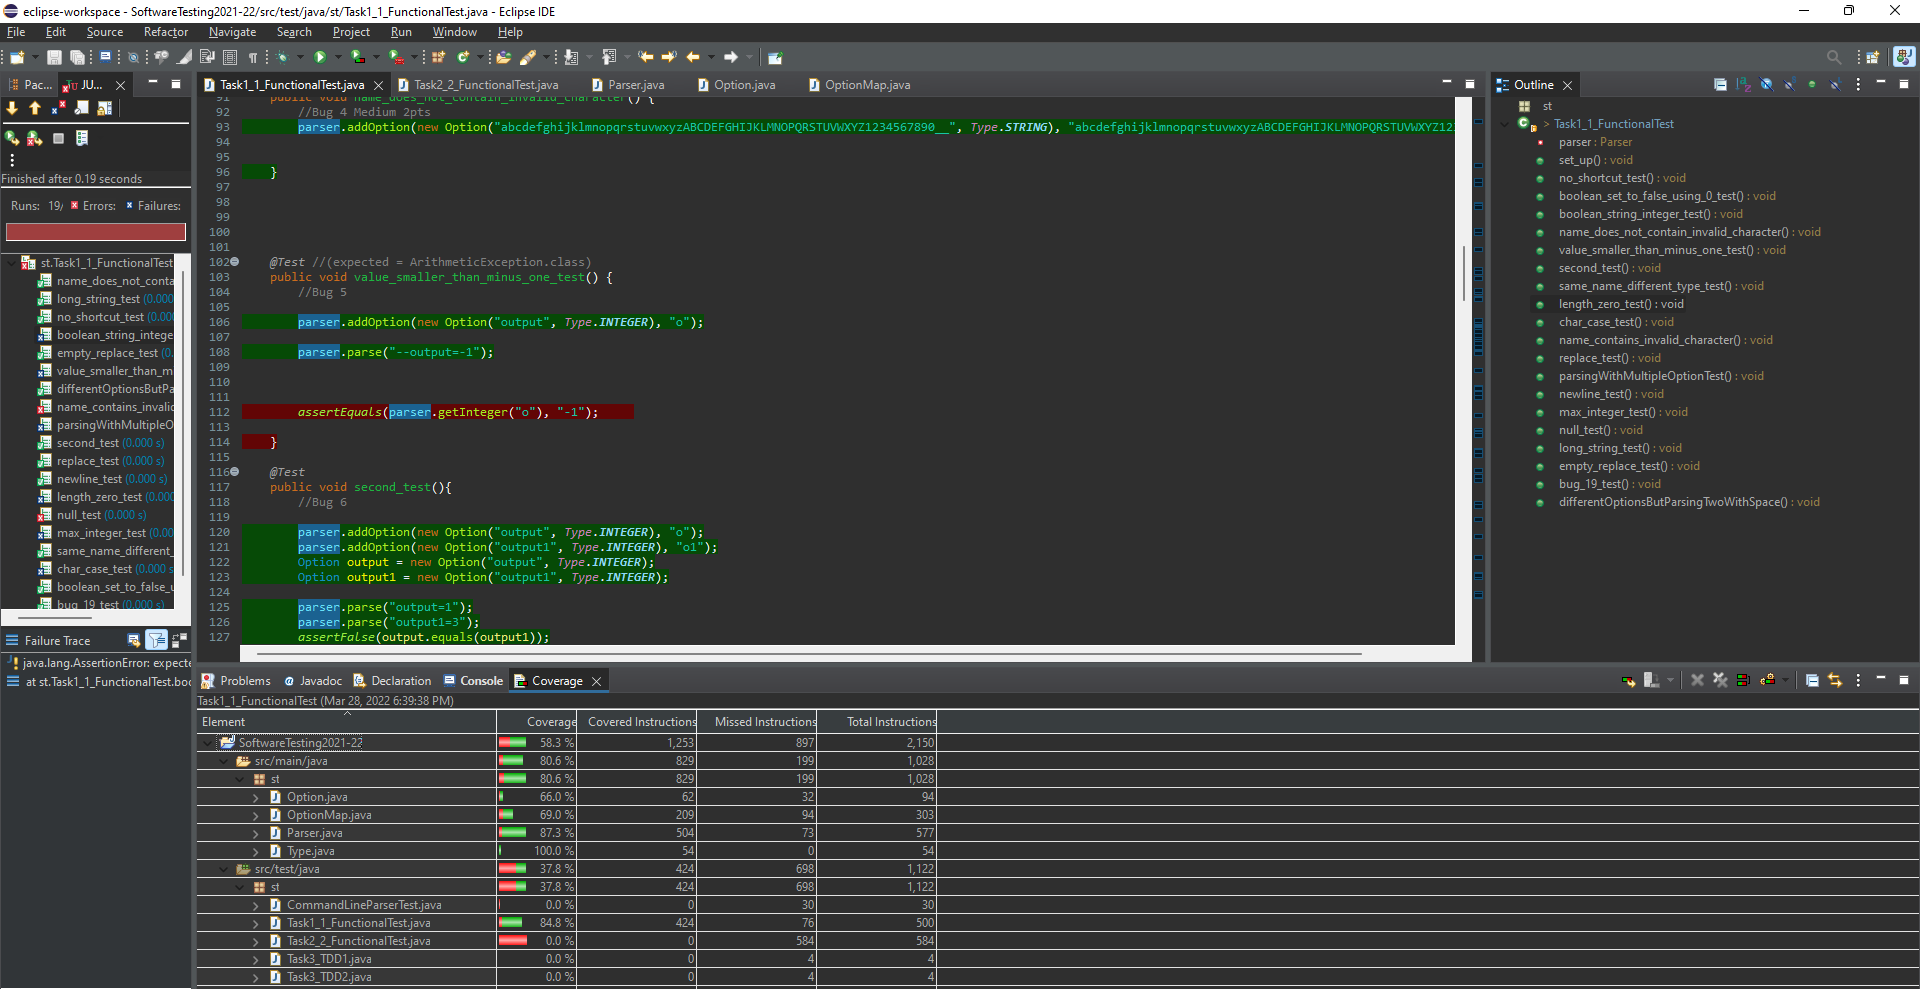 eclipse-workspace - SoftwareTesting2021-22/src/test/java/st/Task1_1_FunctionalTest.java - Eclipse IDE
File Edit Source Refactor Navigate Search Project Run Window Help
Pac... JU...
Finished after 0.19 seconds
Runs: 19/ Errors: Failures:
st.Task1_1_FunctionalTest
name_does_not_conta
long_string_test (0.000
no_shortcut_test (0.00
boolean_string_intege
empty_replace_test (0.
value_smaller_than_m
differentOptionsButPa
name_contains_invalic
parsingWithMultipleO
second_test (0.000 s)
replace_test (0.000 s)
newline_test (0.000 s)
length_zero_test (0.000
null_test (0.000 s)
max_integer_test (0.00
same_name_different_
char_case_test (0.000 s
boolean_set_to_false_u
bug_19_test (0.000 s)
Failure Trace
java.lang.AssertionError: expecte
at st.Task1_1_FunctionalTest.boo
Task1_1_FunctionalTest.java Task2_2_FunctionalTest.java Parser.java Option.java OptionMap.java
91 public void name_does_not_contain_invalid_character() {
92 //Bug 4 Medium 2pts
93 parser.addOption(new Option("abcdefghijklmnopqrstuvwxyzABCDEFGHIJKLMNOPQRSTUVWXYZ1234567890__", Type.STRING), "abcdefghijklmnopqrstuvwxyzABCDEFGHIJKLMNOPQRSTUVWXYZ12
94
95
96 }
97
98
99
100
101
102 @Test //(expected = ArithmeticException.class)
103 public void value_smaller_than_minus_one_test() {
104 //Bug 5
105
106 parser.addOption(new Option("output", Type.INTEGER), "o");
107
108 parser.parse("--output=-1");
109
110
111
112 assertEquals(parser.getInteger("o"), "-1");
113
114 }
115
116 @Test
117 public void second_test(){
118 //Bug 6
119
120 parser.addOption(new Option("output", Type.INTEGER), "o");
121 parser.addOption(new Option("output1", Type.INTEGER), "o1");
122 Option output = new Option("output", Type.INTEGER);
123 Option output1 = new Option("output1", Type.INTEGER);
124
125 parser.parse("output=1");
126 parser.parse("output1=3");
127 assertFalse(output.equals(output1));
Outline
st
> Task1_1_FunctionalTest
parser : Parser
set_up() : void
no_shortcut_test() : void
boolean_set_to_false_using_0_test() : void
boolean_string_integer_test() : void
name_does_not_contain_invalid_character() : void
value_smaller_than_minus_one_test() : void
second_test() : void
same_name_different_type_test() : void
length_zero_test() : void
char_case_test() : void
name_contains_invalid_character() : void
replace_test() : void
parsingWithMultipleOptionTest() : void
newline_test() : void
max_integer_test() : void
null_test() : void
long_string_test() : void
empty_replace_test() : void
bug_19_test() : void
differentOptionsButParsingTwoWithSpace() : void
Problems Javadoc Declaration Console Coverage
Task1_1_FunctionalTest (Mar 28, 2022 6:39:38 PM)
Element Coverage Covered Instructions Missed Instructions Total Instructions
SoftwareTesting2021-22 58.3 % 1,253 897 2,150
src/main/java 80.6 % 829 199 1,028
st 80.6 % 829 199 1,028
Option.java 66.0 % 62 32 94
OptionMap.java 69.0 % 209 94 303
Parser.java 87.3 % 504 73 577
Type.java 100.0 % 54 0 54
src/test/java 37.8 % 424 698 1,122
st 37.8 % 424 698 1,122
CommandLineParserTest.java 0.0 % 0 30 30
Task1_1_FunctionalTest.java 84.8 % 424 76 500
Task2_2_FunctionalTest.java 0.0 % 0 584 584
Task3_TDD1.java 0.0 % 0 4 4
Task3_TDD2.java 0.0 % 0 4 4